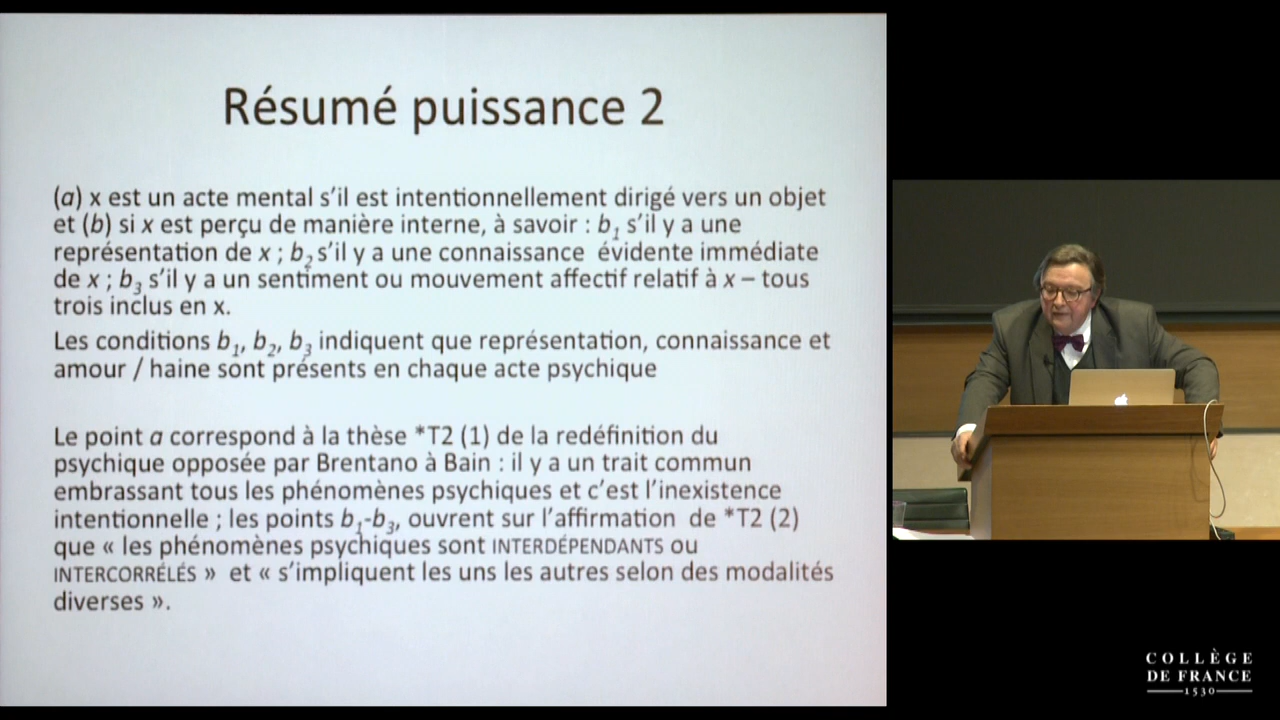 Résumé puissance 2
(a) x est un acte mental s’il est intentionnellement dirigé vers un objet
et (b) si x est perçu de manière interne, à savoir : b1 s’il y a une
représentation de x ; b2 s’il y a une connaissance évidente immédiate
de x ; b3 s’il y a un sentiment ou mouvement affectif relatif à x – tous
trois inclus en x.
Les conditions b1, b2, b3 indiquent que représentation, connaissance et
amour / haine sont présents en chaque acte psychique
Le point a correspond à la thèse *T2 (1) de la redéfinition du
psychique opposée par Brentano à Bain : il y a un trait commun
embrassant tous les phénomènes psychiques et c’est l’inexistence
intentionnelle ; les points b1-b3, ouvrent sur l’affirmation de *T2 (2)
que « les phénomènes psychiques sont INTERDÉPENDANTS ou
INTERCORRÉLÉS » et « s’impliquent les uns les autres selon des modalités
diverses ».
COLLÈGE
DE FRANCE
1530